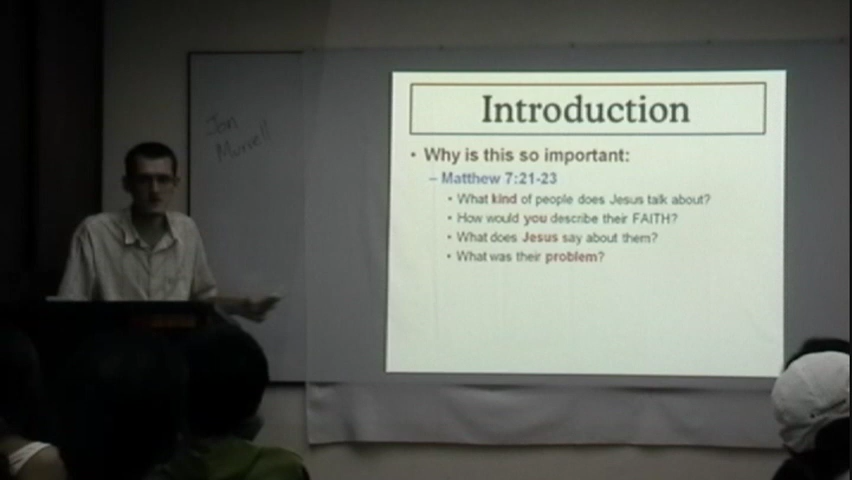 Jon
Murrell
Introduction
• Why is this so important:
– Matthew 7:21-23
• What kind of people does Jesus talk about?
• How would you describe their FAITH?
• What does Jesus say about them?
• What was their problem?